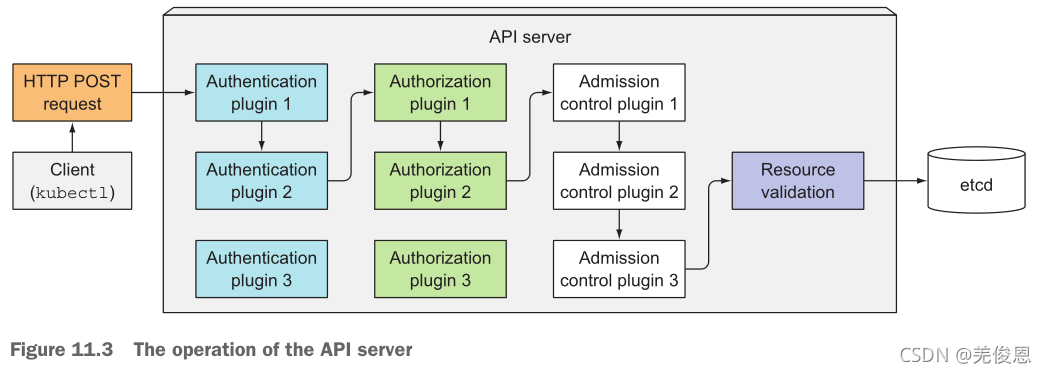 API server
HTTP POST
request
Client
(kubectl)
Authentication
plugin 1
Authentication
plugin 2
Authentication
plugin 3
Authorization
plugin 1
Authorization
plugin 2
Authorization
plugin 3
Admission
control plugin 1
Admission
control plugin 2
Admission
control plugin 3
Resource
validation
etcd
Figure 11.3 The operation of the API server
CSDN @羌俊恩